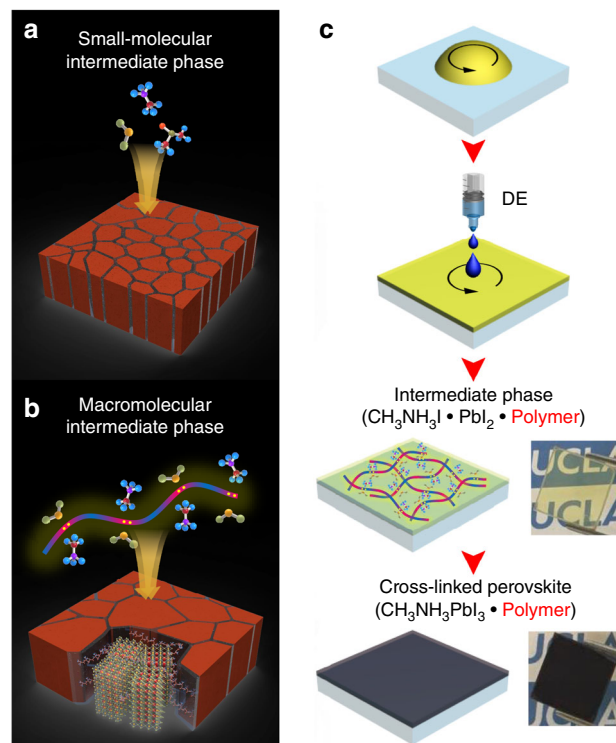 a
Small-molecular
intermediate phase
b
Macromolecular
intermediate phase
c
DE
Intermediate phase
(CH₃NH₃I • PbI₂ • Polymer)
UCLA
UCLA
Cross-linked perovskite
(CH₃NH₃PbI₃ • Polymer)
UCLA